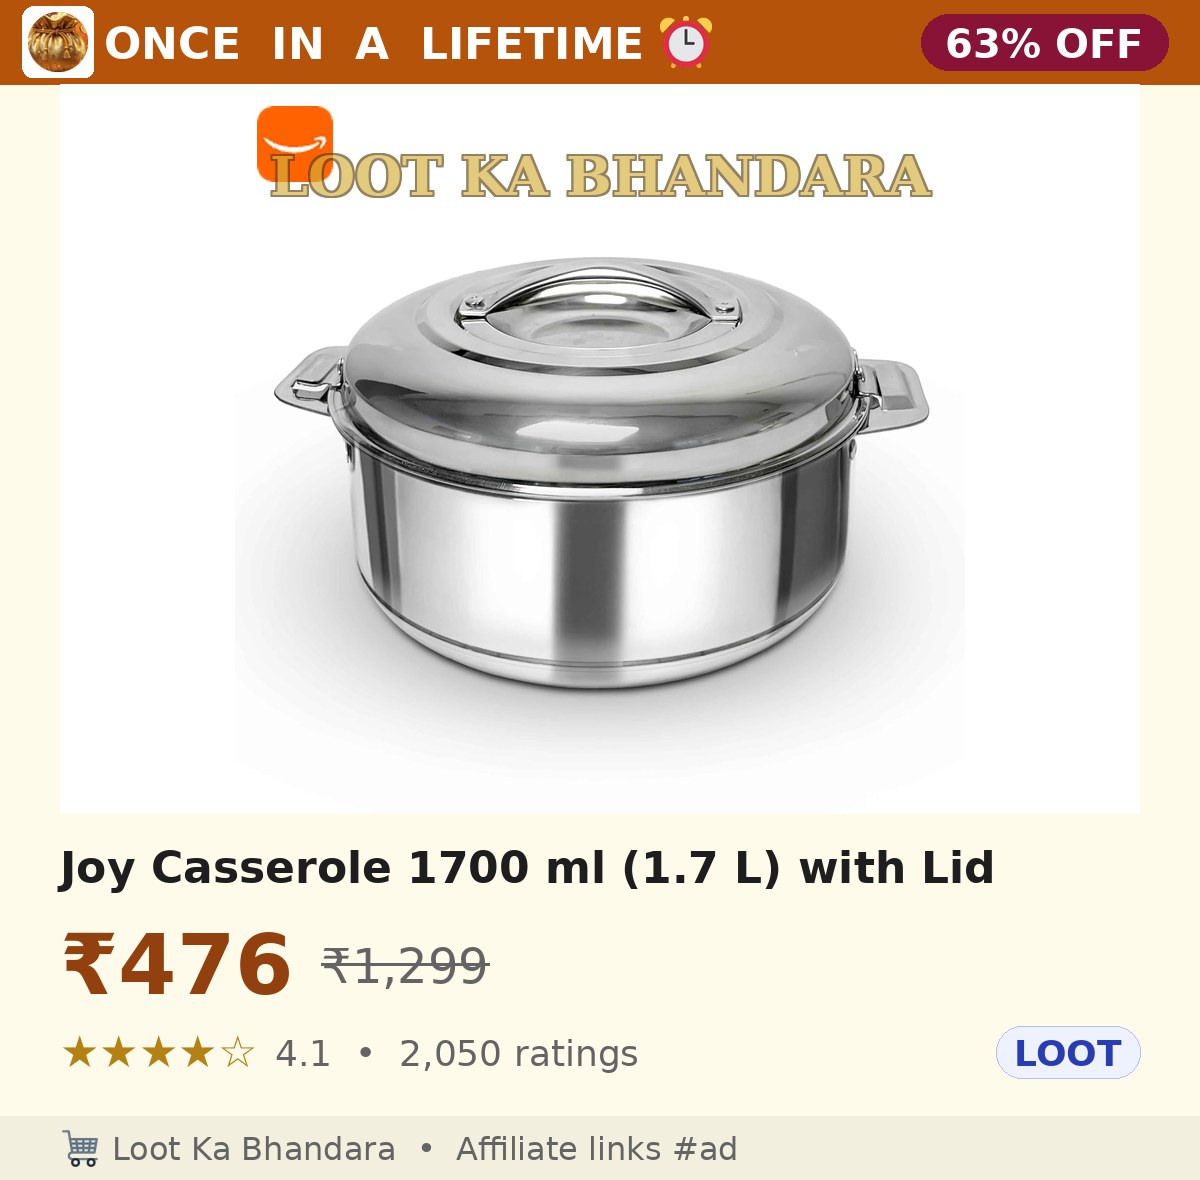 ONCE IN A LIFETIME
63% OFF
LOOT KA BHANDARA
Joy Casserole 1700 ml (1.7 L) with Lid
₹476 ₹1,299
★★★★☆ 4.1 • 2,050 ratings
LOOT
Loot Ka Bhandara • Affiliate links #ad